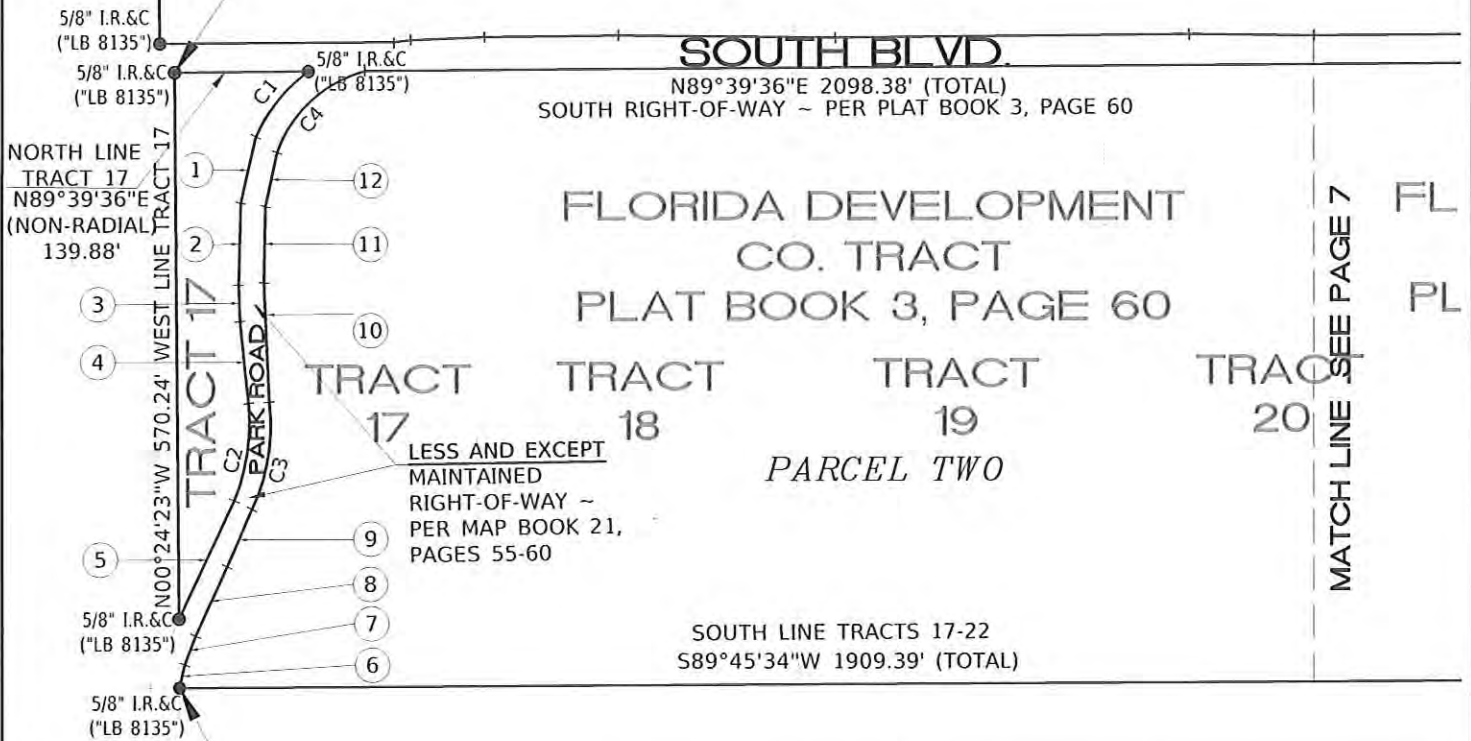 5/8" I.R.&C
("LB 8135")
SOUTH BLVD.
5/8" I.R.&C
("LB 8135")
5/8" I.R.&C
("LB 8135")
N89°39'36"E 2098.38' (TOTAL)
SOUTH RIGHT-OF-WAY ~ PER PLAT BOOK 3, PAGE 60
C1
C4
NORTH LINE
TRACT 17
N89°39'36"E
(NON-RADIAL)
139.88'
1
12
2
11
3
10
4
N00°24'23"W 570.24' WEST LINE TRACT 17
TRACT 17
PARK ROAD
FLORIDA DEVELOPMENT
CO. TRACT
PLAT BOOK 3, PAGE 60
FL
PL
MATCH LINE SEE PAGE 7
TRACT
17
TRACT
18
TRACT
19
TRACT
20
PARCEL TWO
C2
C3
LESS AND EXCEPT
MAINTAINED
RIGHT-OF-WAY ~
PER MAP BOOK 21,
PAGES 55-60
5
9
8
7
6
5/8" I.R.&C
("LB 8135")
SOUTH LINE TRACTS 17-22
S89°45'34"W 1909.39' (TOTAL)
5/8" I.R.&C
("LB 8135")